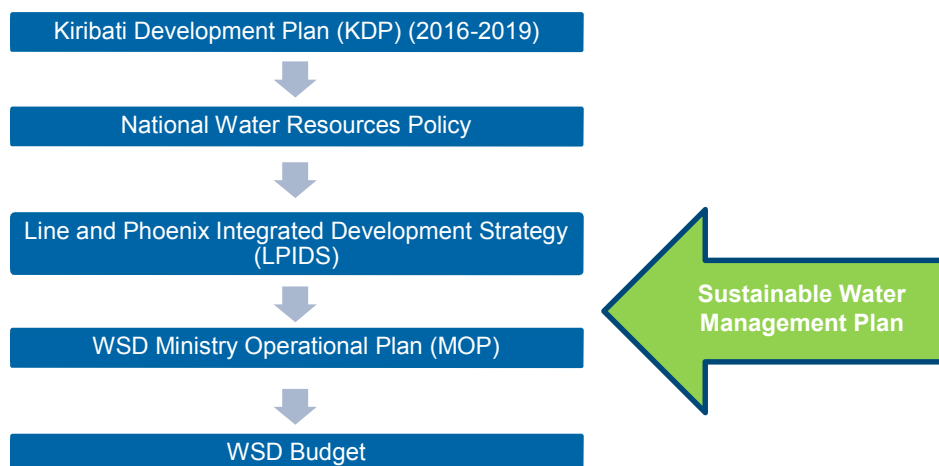 Kiribati Development Plan (KDP) (2016-2019)
National Water Resources Policy
Line and Phoenix Integrated Development Strategy
(LPIDS)
Sustainable Water
Management Plan
WSD Ministry Operational Plan (MOP)
WSD Budget